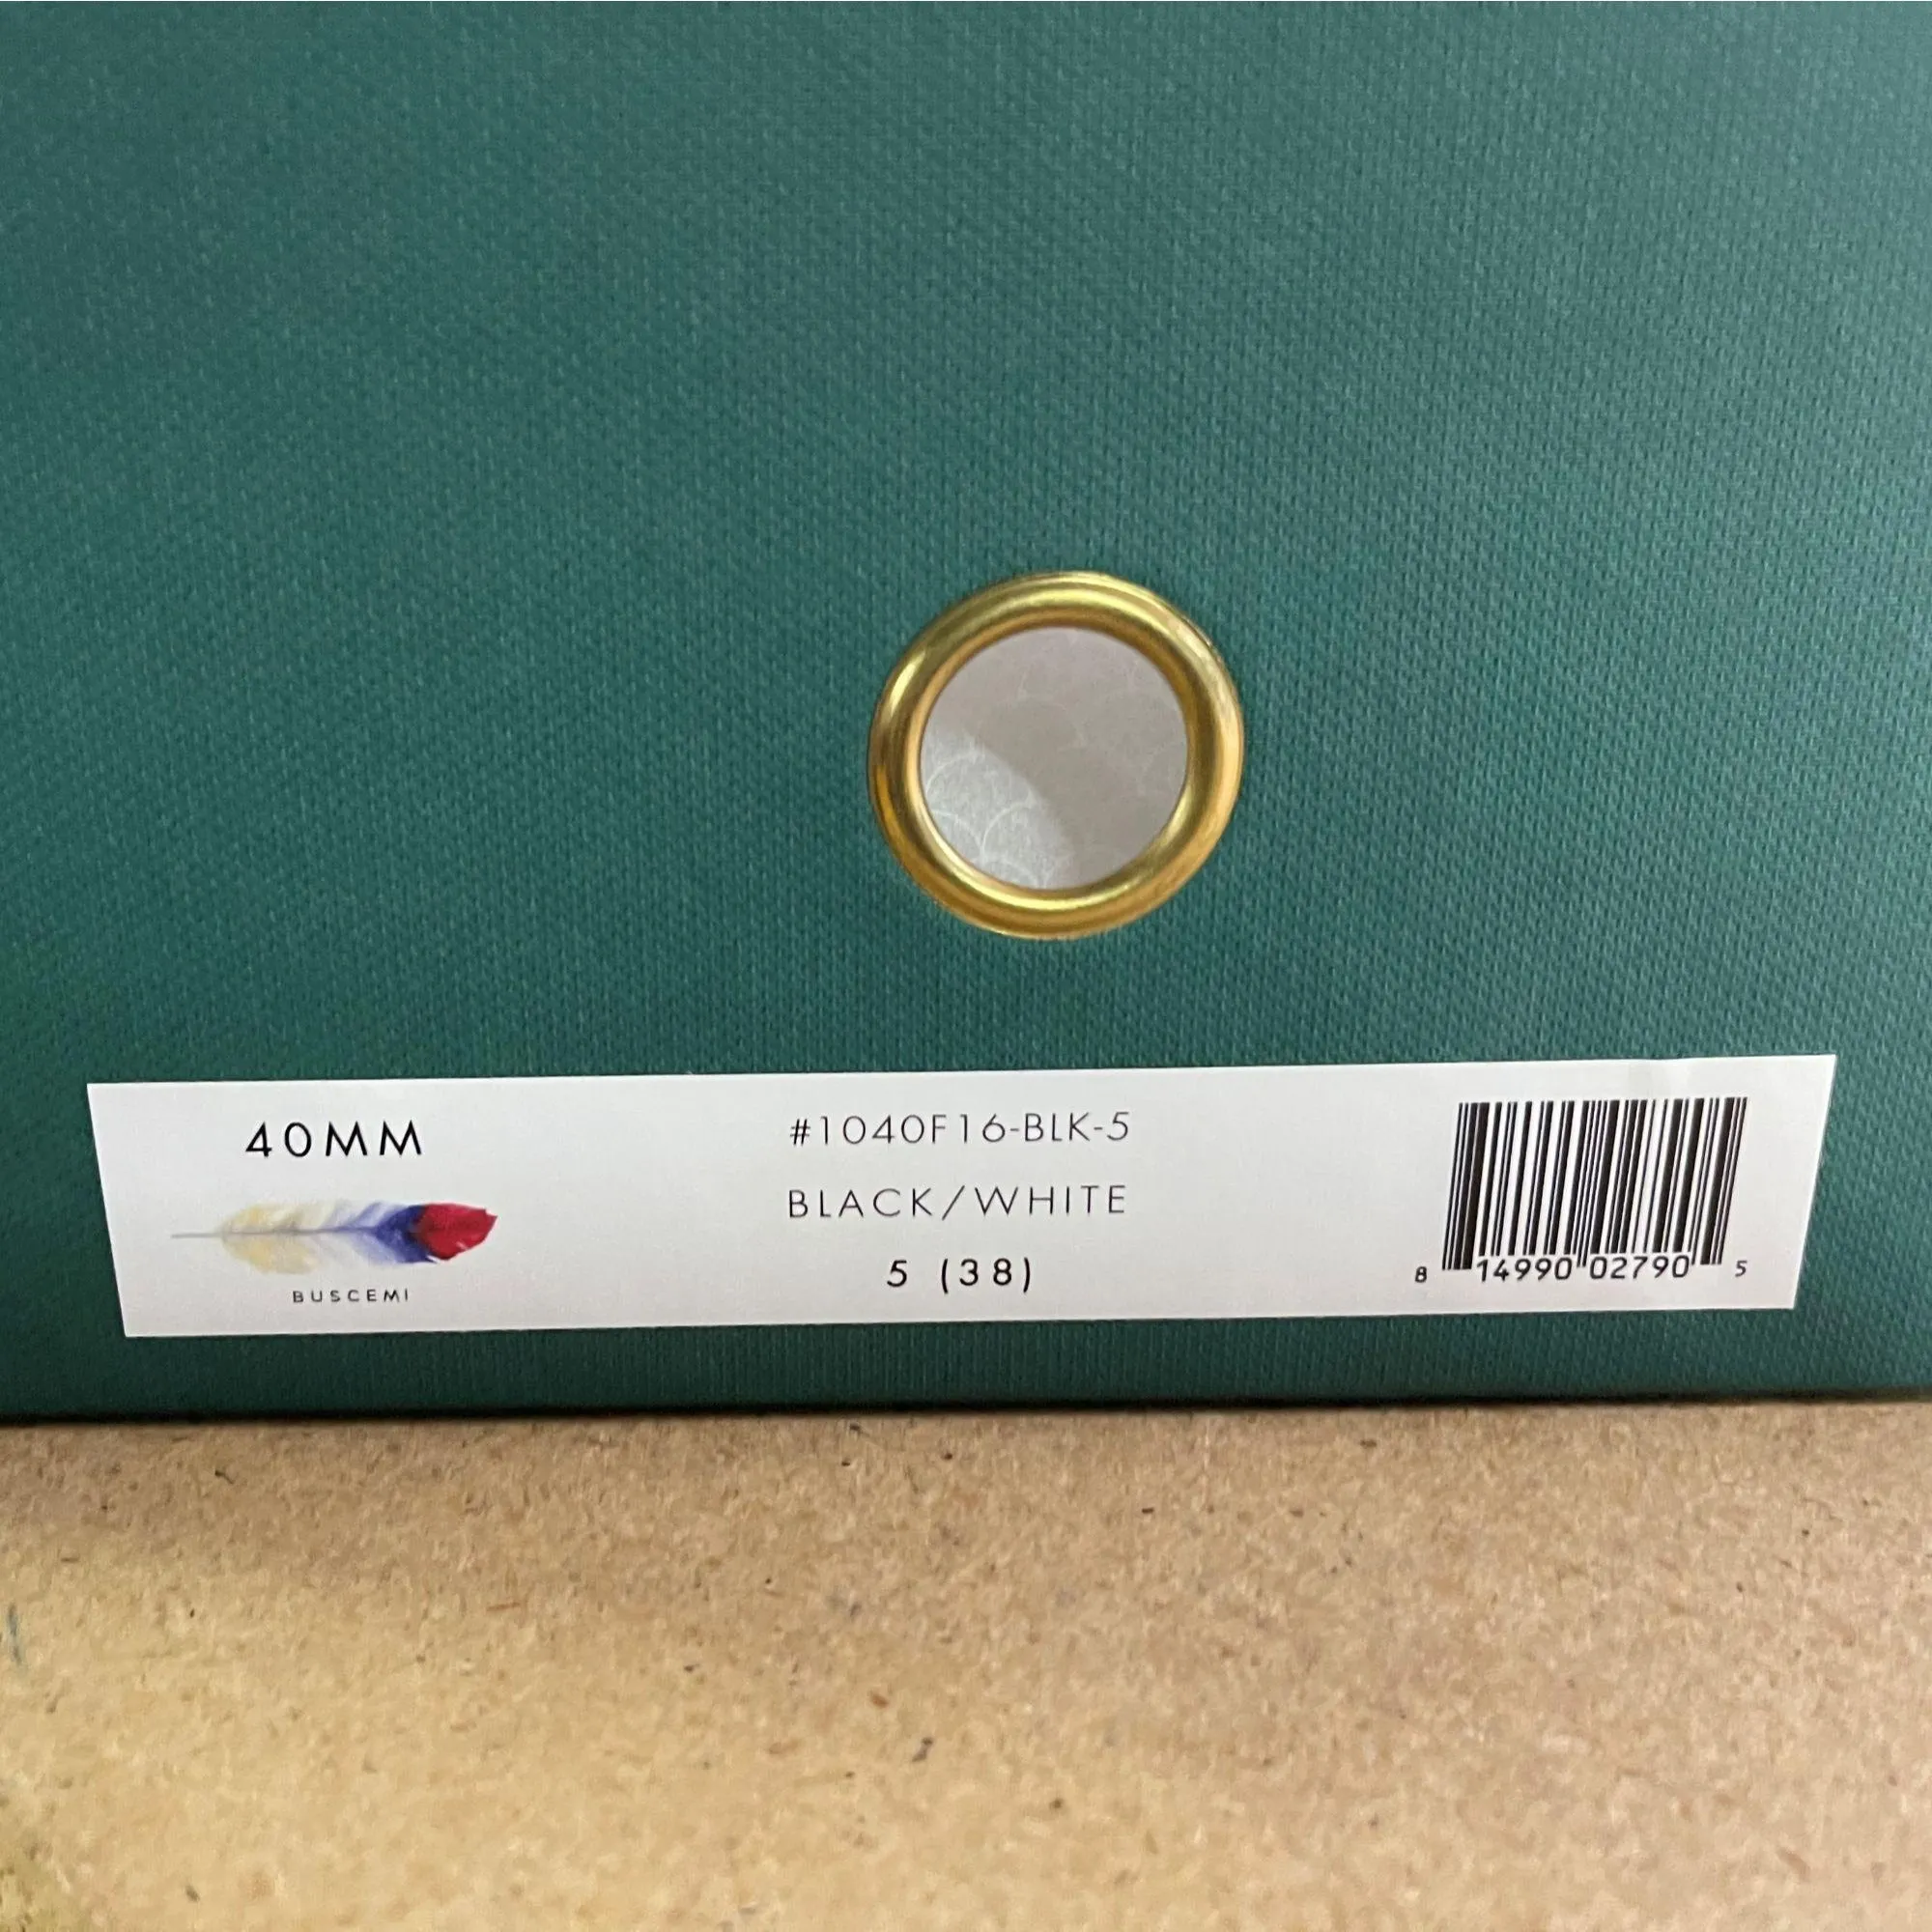 40MM
BUSCEMI
#1040F16-BLK-5
BLACK/WHITE
5 (38)
8 14990 02790 5